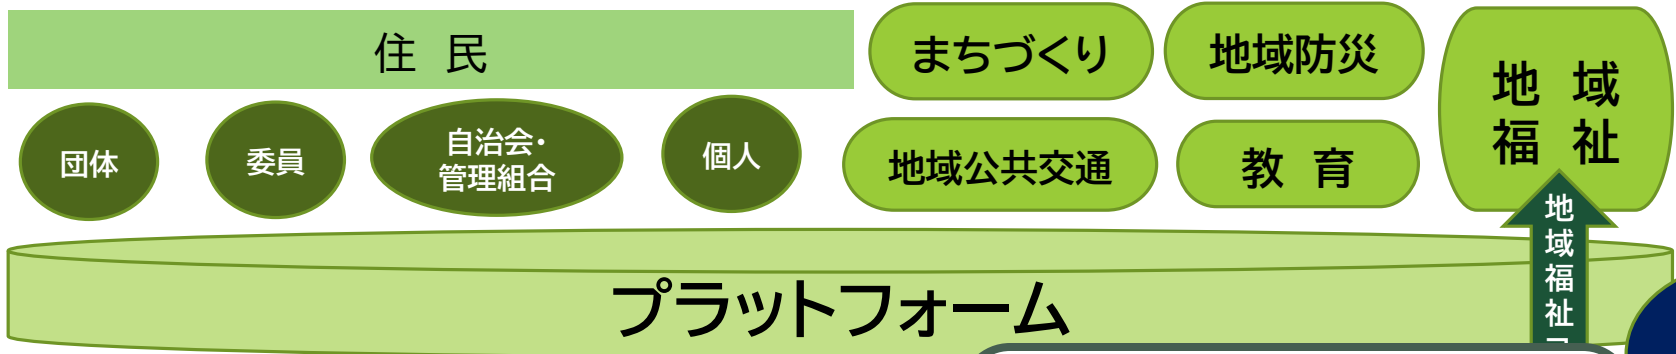 住 民
まちづくり
地域防災
地 域
福 祉
団体
委員
自治会・
管理組合
個人
地域公共交通
教 育
プラットフォーム
地
域
福
祉